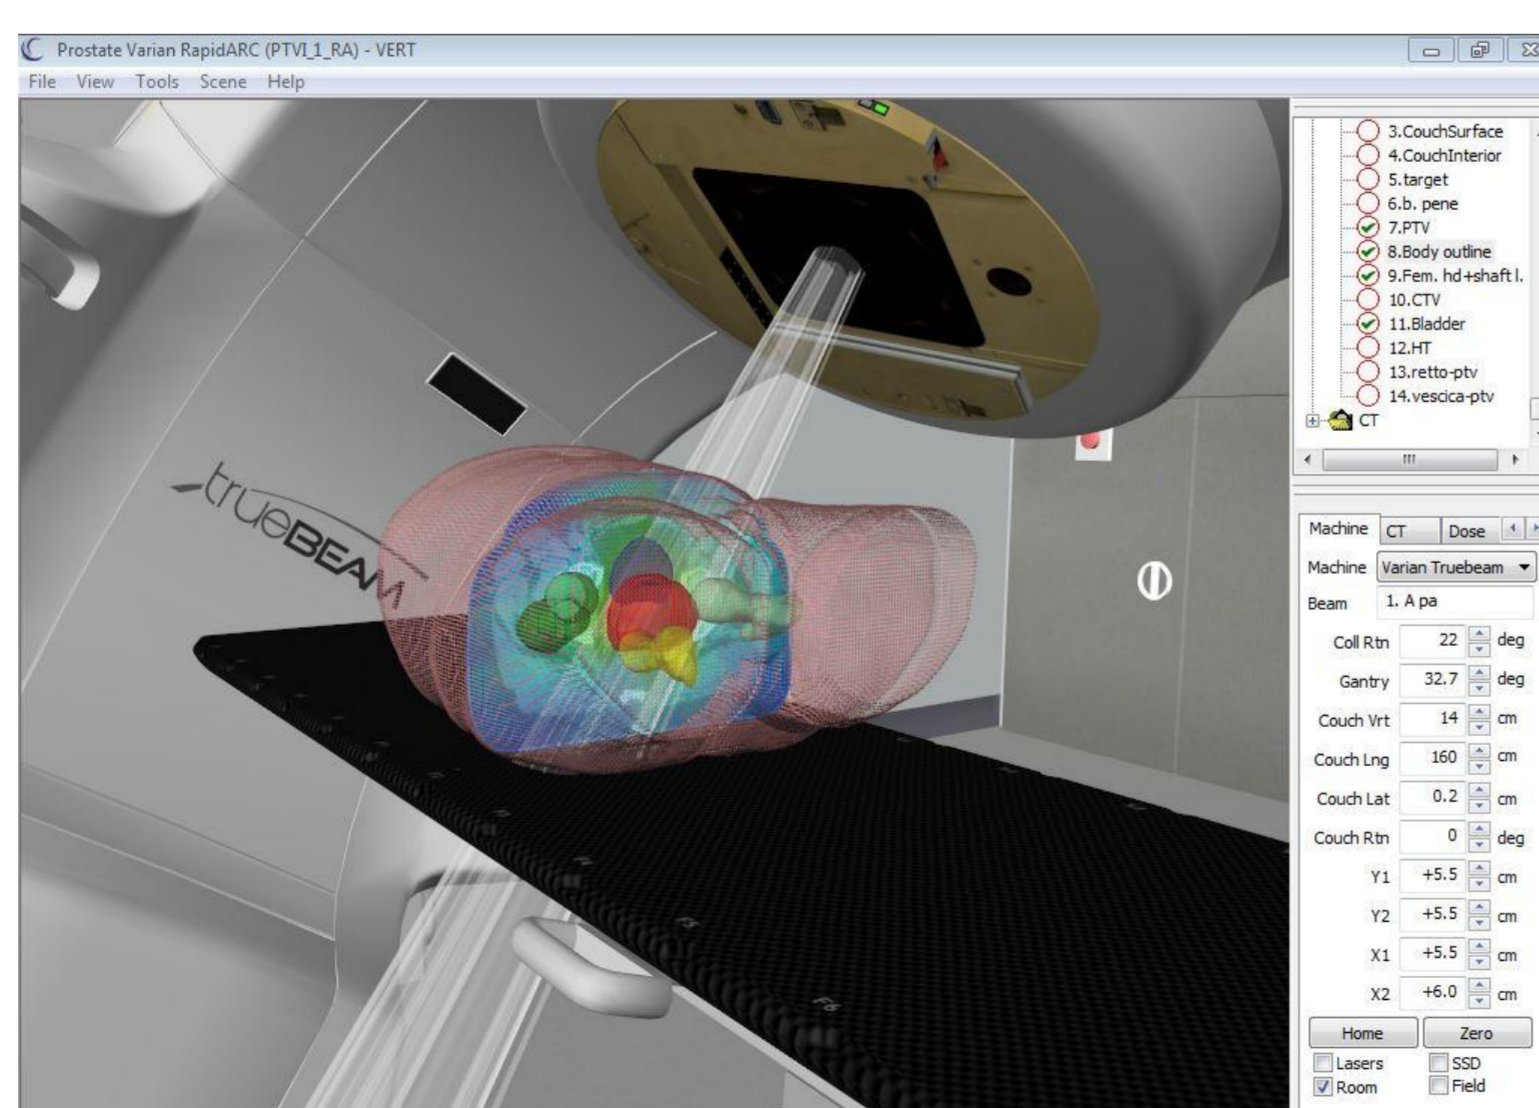 Prostate Varian RapidARC (PTVI_1_RA) - VERT
File View Tools Scene Help
3.CouchSurface
4.CouchInterior
5.target
6.b. pene
7.PTV
8.Body outline
9.Fem. hd+shaft l.
10.CTV
11.Bladder
12.HT
13.retto-ptv
14.vescica-ptv
CT
trueBEAM
F5
F6
Machine CT Dose
Machine Varian Truebeam
Beam 1. A pa
Coll Rtn 22 deg
Gantry 32.7 deg
Couch Vrt 14 cm
Couch Lng 160 cm
Couch Lat 0.2 cm
Couch Rtn 0 deg
Y1 +5.5 cm
Y2 +5.5 cm
X1 +5.5 cm
X2 +6.0 cm
Home Zero
Lasers SSD
Room Field